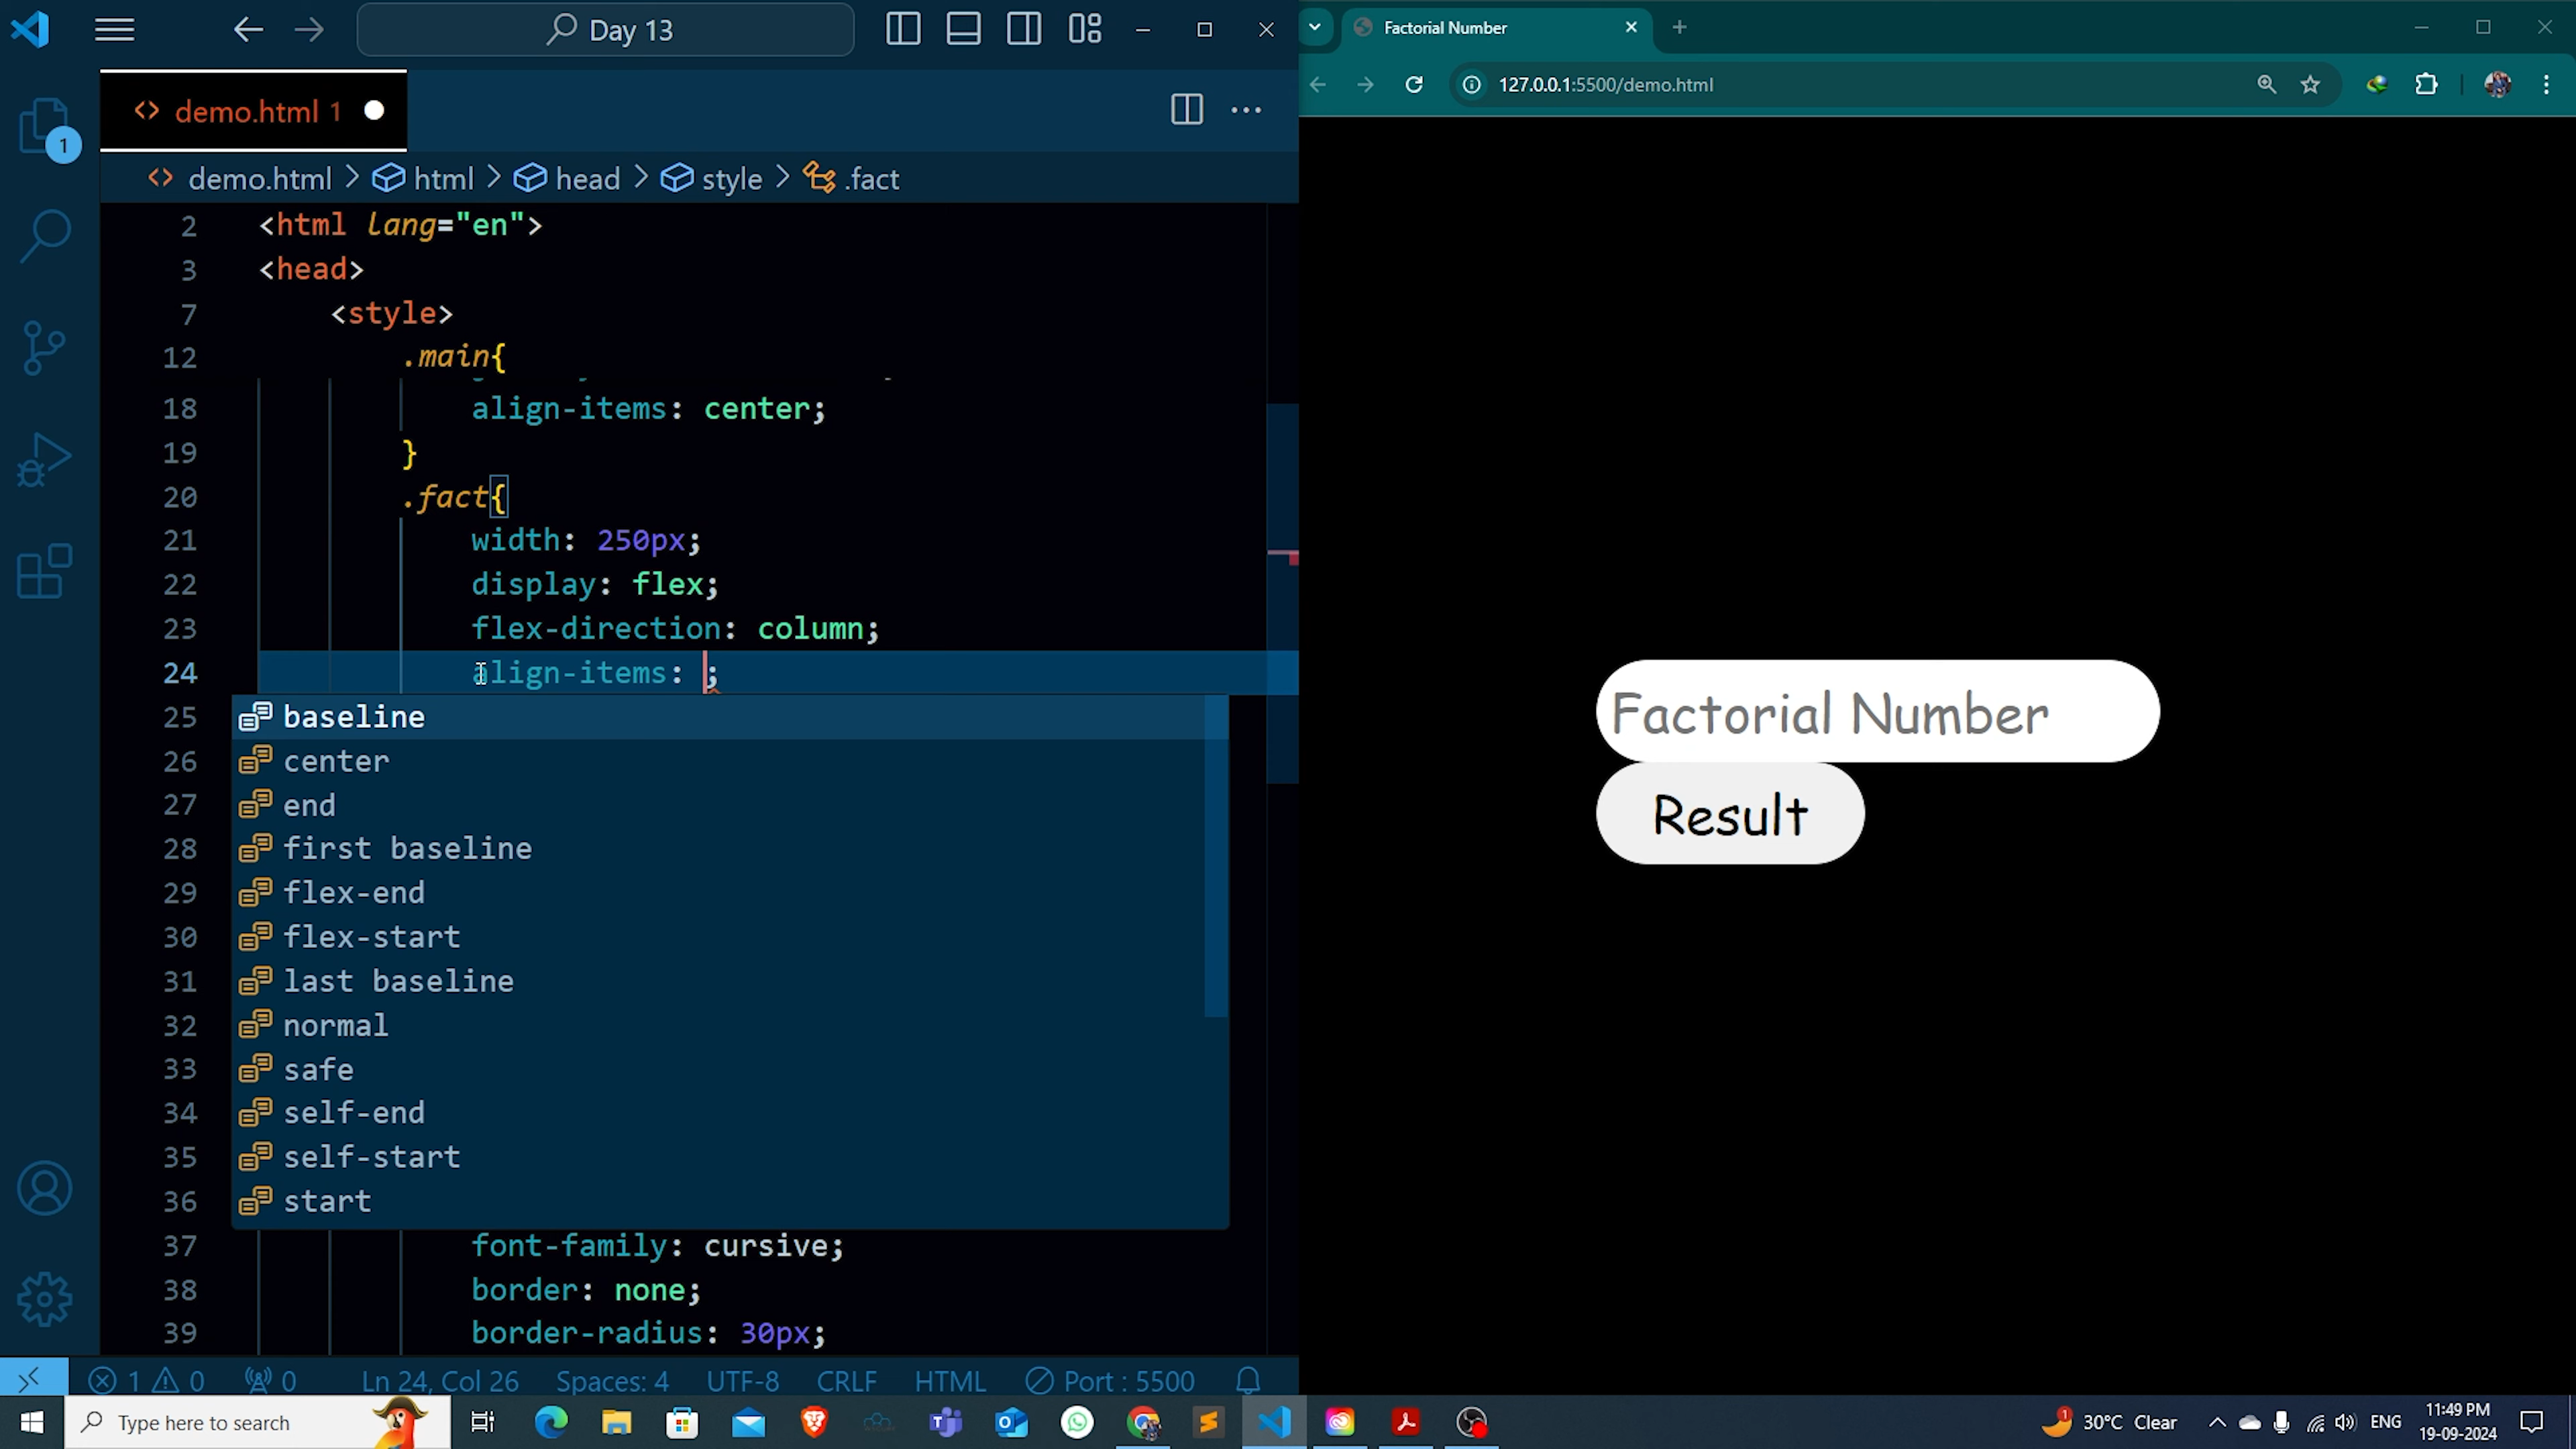 Day 13
demo.html 1
demo.html > html > head > style > .fact
2 <html lang="en">
3 <head>
7 <style>
12 .main{
18 align-items: center;
19 }
20 .fact{
21 width: 250px;
22 display: flex;
23 flex-direction: column;
24 align-items: ;
25 baseline
26 center
27 end
28 first baseline
29 flex-end
30 flex-start
31 last baseline
32 normal
33 safe
34 self-end
35 self-start
36 start
37 font-family: cursive;
38 border: none;
39 border-radius: 30px;
1
1 0 0 Ln 24, Col 26 Spaces: 4 UTF-8 CRLF HTML Port : 5500
Factorial Number
127.0.0.1:5500/demo.html
Factorial Number
Result
Type here to search
1 30°C Clear ENG 11:49 PM
19-09-2024